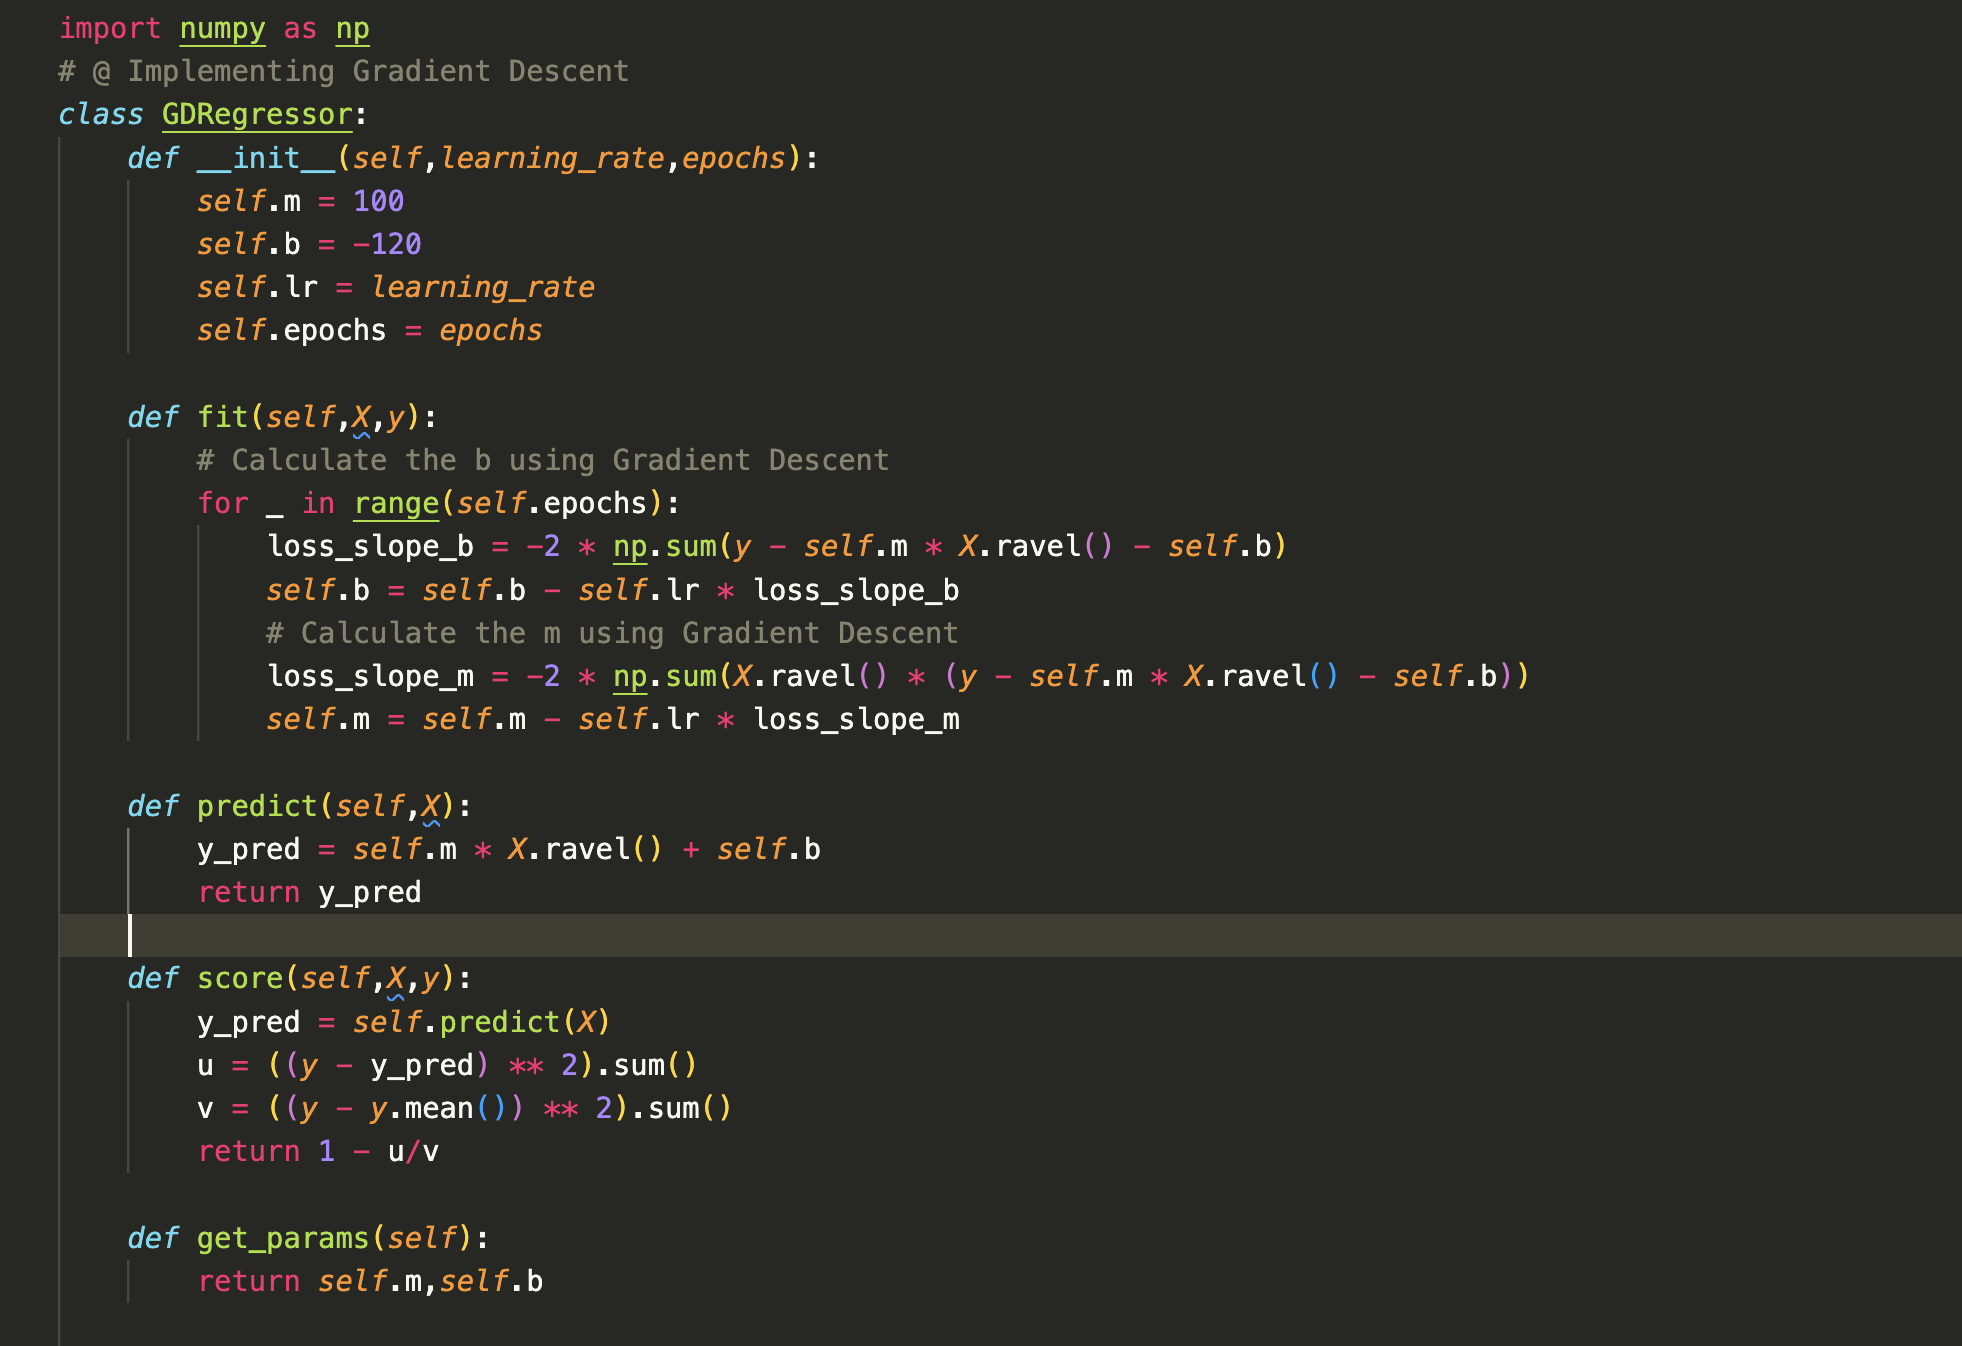 import numpy as np
# @ Implementing Gradient Descent
class GDRegressor:
    def __init__(self,learning_rate,epochs):
        self.m = 100
        self.b = -120
        self.lr = learning_rate
        self.epochs = epochs

    def fit(self,X,y):
        # Calculate the b using Gradient Descent
        for _ in range(self.epochs):
            loss_slope_b = -2 * np.sum(y - self.m * X.ravel() - self.b)
            self.b = self.b - self.lr * loss_slope_b
            # Calculate the m using Gradient Descent
            loss_slope_m = -2 * np.sum(X.ravel() * (y - self.m * X.ravel() - self.b))
            self.m = self.m - self.lr * loss_slope_m

    def predict(self,X):
        y_pred = self.m * X.ravel() + self.b
        return y_pred

    def score(self,X,y):
        y_pred = self.predict(X)
        u = ((y - y_pred) ** 2).sum()
        v = ((y - y.mean()) ** 2).sum()
        return 1 - u/v

    def get_params(self):
        return self.m,self.b